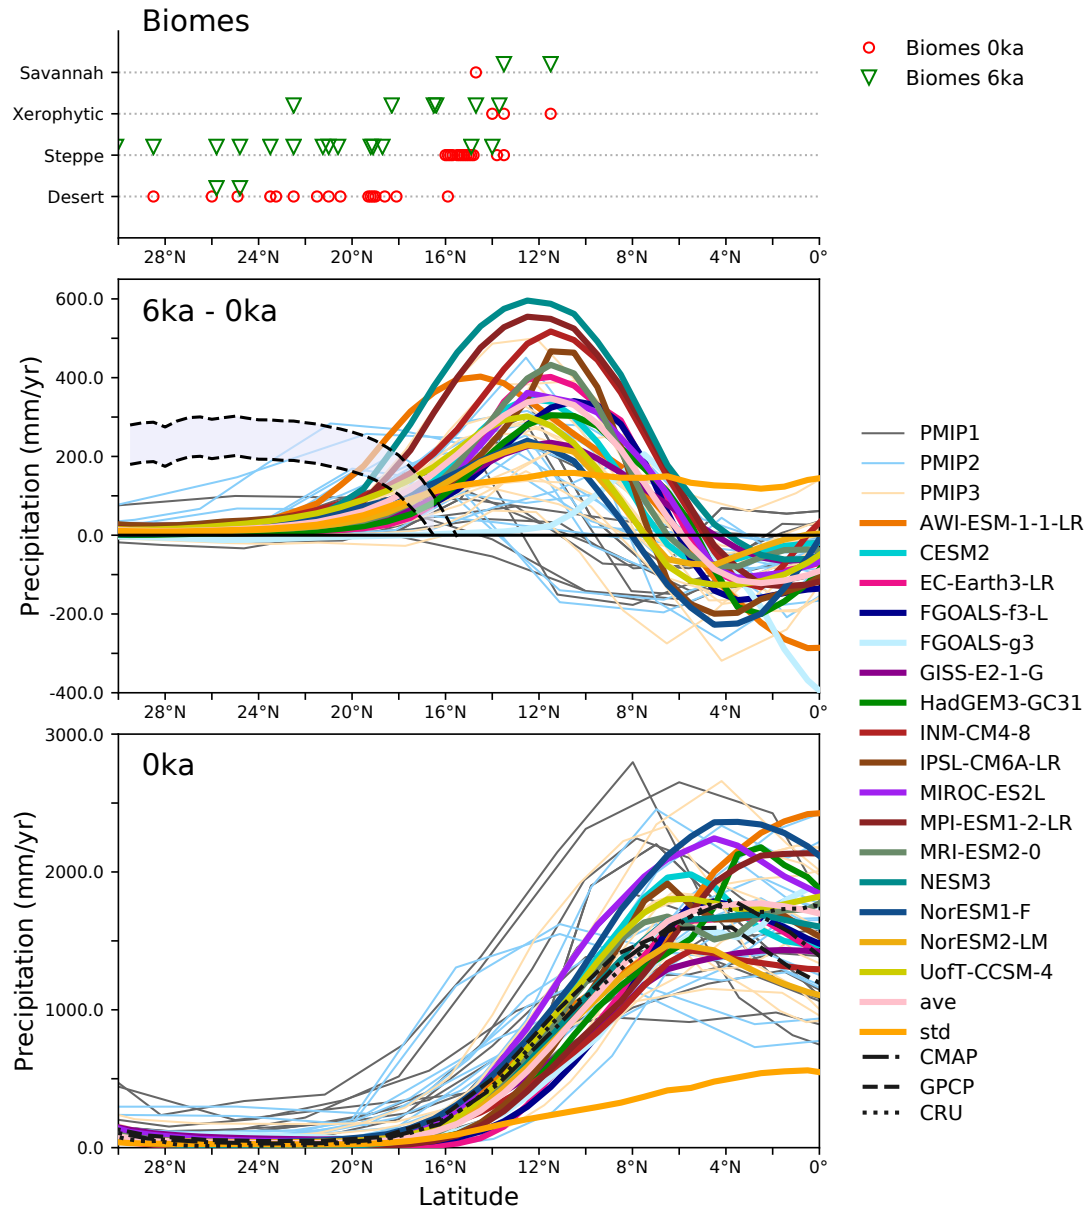 Biomes
Savannah
Xerophytic
Steppe
Desert
28°N 24°N 20°N 16°N 12°N 8°N 4°N 0°
Biomes 0ka
Biomes 6ka
6ka - 0ka
Precipitation (mm/yr)
600.0
400.0
200.0
0.0
-200.0
-400.0
28°N 24°N 20°N 16°N 12°N 8°N 4°N 0°
PMIP1
PMIP2
PMIP3
AWI-ESM-1-1-LR
CESM2
EC-Earth3-LR
FGOALS-f3-L
FGOALS-g3
GISS-E2-1-G
HadGEM3-GC31
INM-CM4-8
IPSL-CM6A-LR
MIROC-ES2L
MPI-ESM1-2-LR
MRI-ESM2-0
NESM3
NorESM1-F
NorESM2-LM
UofT-CCSM-4
ave
std
CMAP
GPCP
CRU
0ka
Precipitation (mm/yr)
3000.0
2000.0
1000.0
0.0
28°N 24°N 20°N 16°N 12°N 8°N 4°N 0°
Latitude